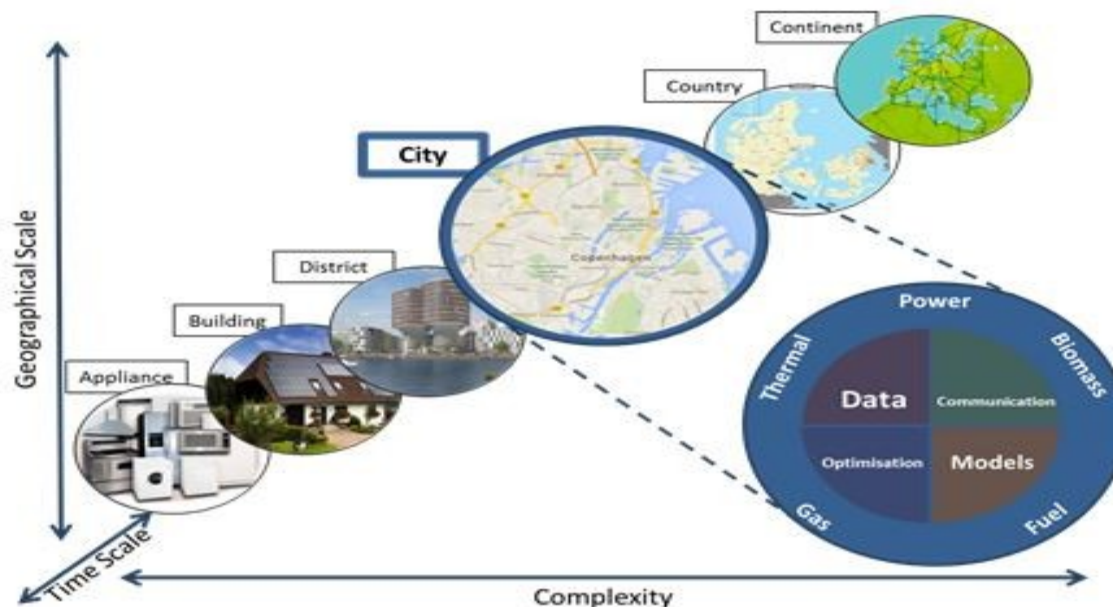 Continent
Country
City
District
Building
Appliance
Geographical Scale
Time Scale
Complexity
Copenhagen
Power
Thermal
Biomass
Data
Communication
Optimisation
Models
Gas
Fuel